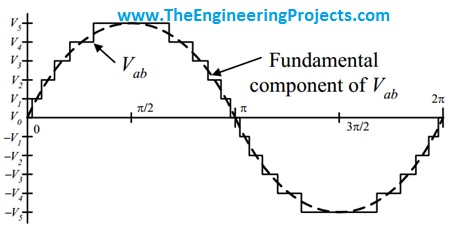 www.TheEngineeringProjects.com
V5
V4
V3
V2
V1
V0
−V1
−V2
−V3
−V4
−V5
Vab
Fundamental
component of Vab
0
π/2
π
3π/2
2π